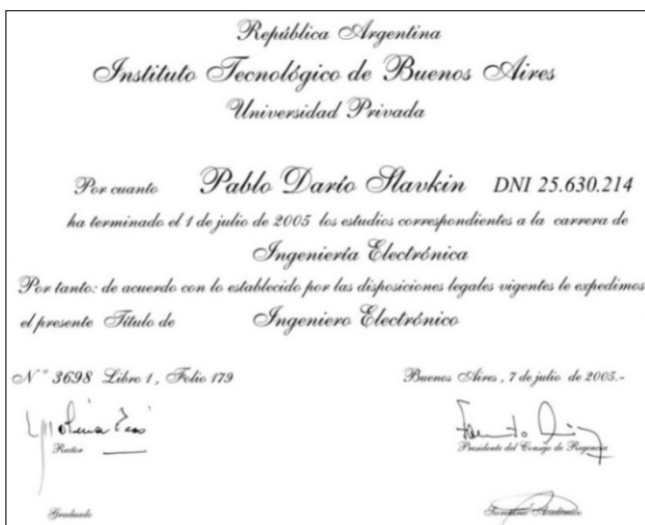 República Argentina
Instituto Tecnológico de Buenos Aires
Universidad Privada
Por cuanto Pablo Darío Slavkin DNI 25.630.214
ha terminado el 1 de julio de 2005 los estudios correspondientes a la carrera de
Ingeniería Electrónica
Por tanto: de acuerdo con lo establecido por las disposiciones legales vigentes le expedimos
el presente Título de Ingeniero Electrónico
N° 3698 Libro 1, Folio 179 Buenos Aires, 7 de julio de 2005.-
Rector Presidente del Consejo de Regencia
Graduado Secretario Académico